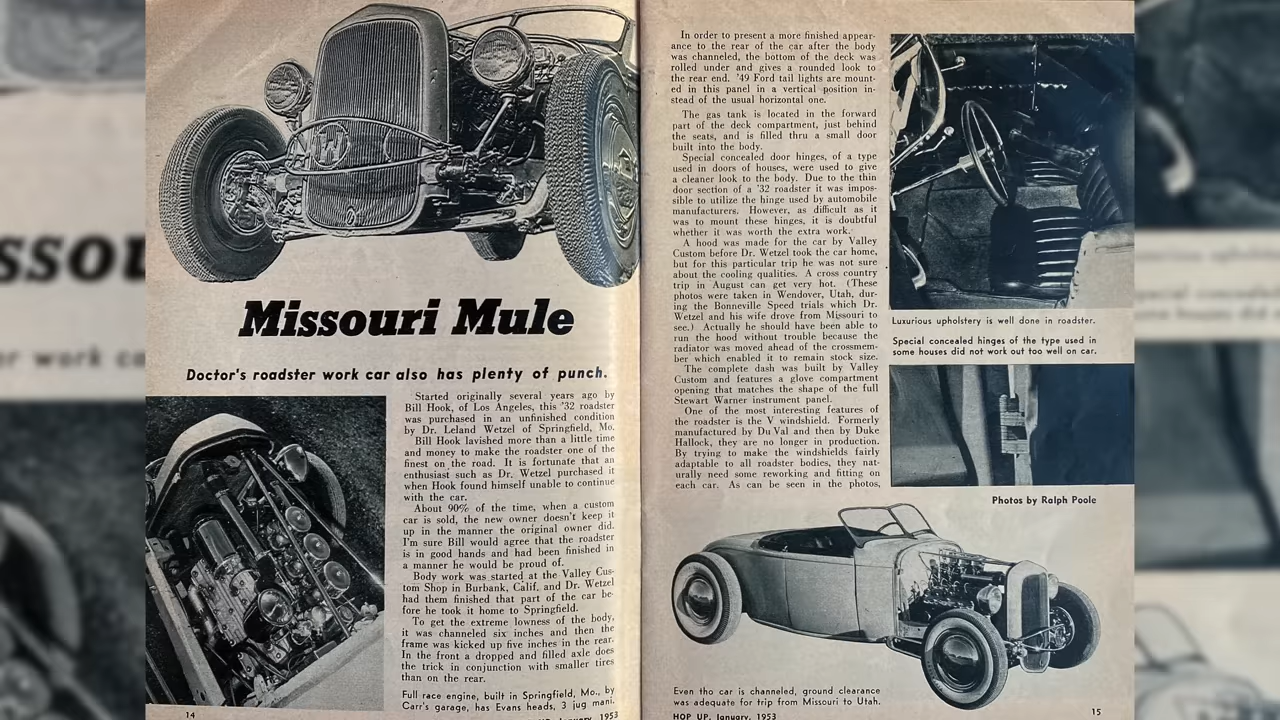 Missouri Mule
Doctor's roadster work car also has plenty of punch.
Started originally several years ago by
Bill Hook, of Los Angeles, this '32 roadster
was purchased in an unfinished condition
by Dr. Leland Wetzel of Springfield, Mo.
Bill Hook lavished more than a little time
and money to make the roadster one of the
finest on the road. It is fortunate that an
enthusiast such as Dr. Wetzel purchased it
when Hook found himself unable to continue
with the car.
About 90% of the time, when a custom
car is sold, the new owner doesn't keep it
up in the manner the original owner did.
I'm sure Bill would agree that the roadster
is in good hands and had been finished in
a manner he would be proud of.
Body work was started at the Valley Cus-
tom Shop in Burbank, Calif, and Dr. Wetzel
had them finished that part of the car be-
fore he took it home to Springfield.
To get the extreme lowness of the body,
it was channeled six inches and then the
frame was kicked up five inches in the rear.
In the front a dropped and filled axle does
the trick in conjunction with smaller tires
than on the rear.
Full race engine, built in Springfield, Mo., by
Carr's garage, has Evans heads, 3 jug mani.
14
January, 1953
In order to present a more finished appear-
ance to the rear of the car after the body
was channeled, the bottom of the deck was
rolled under and gives a rounded look to
the rear end. '49 Ford tail lights are mount-
ed in this panel in a vertical position in-
stead of the usual horizontal one.
The gas tank is located in the forward
part of the deck compartment, just behind
the seats, and is filled thru a small door
built into the body.
Special concealed door hinges, of a type
used in doors of houses, were used to give
a cleaner look to the body. Due to the thin
door section of a '32 roadster it was impos-
sible to utilize the hinge used by automobile
manufacturers. However, as difficult as it
was to mount these hinges, it is doubtful
whether it was worth the extra work.
A hood was made for the car by Valley
Custom before Dr. Wetzel took the car home,
but for this particular trip he was not sure
about the cooling qualities. A cross country
trip in August can get very hot. (These
photos were taken in Wendover, Utah, dur-
ing the Bonneville Speed trials which Dr.
Wetzel and his wife drove from Missouri to
see.) Actually he should have been able to
run the hood without trouble because the
radiator was moved ahead of the crossmem-
ber which enabled it to remain stock size.
The complete dash was built by Valley
Custom and features a glove compartment
opening that matches the shape of the full
Stewart Warner instrument panel.
One of the most interesting features of
the roadster is the V windshield. Formerly
manufactured by Du Val and then by Duke
Hallock, they are no longer in production.
By trying to make the windshields fairly
adaptable to all roadster bodies, they nat-
urally need some reworking and fitting on
each car. As can be seen in the photos,
Luxurious upholstery is well done in roadster.
Special concealed hinges of the type used in
some houses did not work out too well on car.
Photos by Ralph Poole
Even tho car is channeled, ground clearance
was adequate for trip from Missouri to Utah.
HOP UP, January, 1953
15